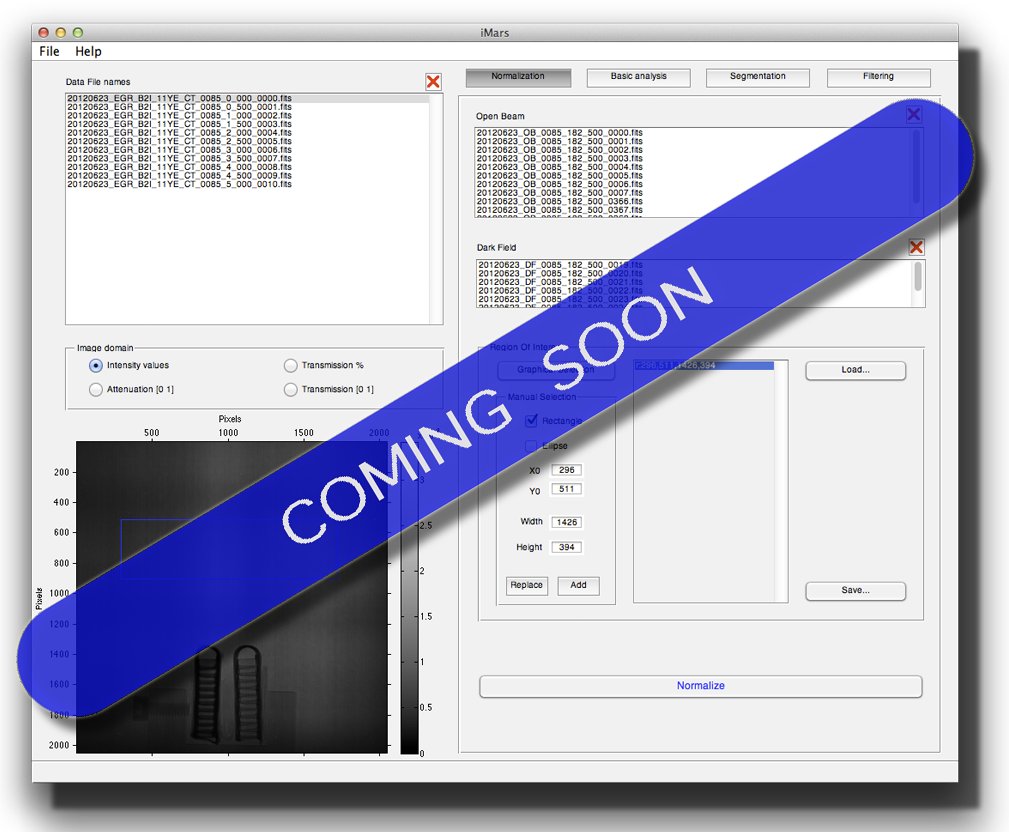 iMars
File Help
Data File names
20120623_EGR_B2I_11YE_CT_0085_0_000_0000.fits
20120623_EGR_B2I_11YE_CT_0085_0_500_0001.fits
20120623_EGR_B2I_11YE_CT_0085_1_000_0002.fits
20120623_EGR_B2I_11YE_CT_0085_1_500_0003.fits
20120623_EGR_B2I_11YE_CT_0085_2_000_0004.fits
20120623_EGR_B2I_11YE_CT_0085_2_500_0005.fits
20120623_EGR_B2I_11YE_CT_0085_3_000_0006.fits
20120623_EGR_B2I_11YE_CT_0085_3_500_0007.fits
20120623_EGR_B2I_11YE_CT_0085_4_000_0008.fits
20120623_EGR_B2I_11YE_CT_0085_4_500_0009.fits
20120623_EGR_B2I_11YE_CT_0085_5_000_0010.fits
Image domain
Intensity values
Transmission %
Attenuation [0 1]
Transmission [0 1]
Pixels
500 1000 1500 2000
200
400
600
800
1000
1200
1400
1600
1800
2000
Pixels
3
2.5
2
1.5
1
0.5
0
Normalization
Basic analysis
Segmentation
Filtering
Open Beam
20120623_OB_0085_182_500_0000.fits
20120623_OB_0085_182_500_0001.fits
20120623_OB_0085_182_500_0002.fits
20120623_OB_0085_182_500_0003.fits
20120623_OB_0085_182_500_0004.fits
20120623_OB_0085_182_500_0005.fits
20120623_OB_0085_182_500_0006.fits
20120623_OB_0085_182_500_0007.fits
20120623_OB_0085_182_500_0366.fits
20120623_OB_0085_182_500_0367.fits
Dark Field
20120623_DF_0085_182_500_0019.fits
20120623_DF_0085_182_500_0020.fits
20120623_DF_0085_182_500_0021.fits
20120623_DF_0085_182_500_0022.fits
20120623_DF_0085_182_500_0023.fits
COMING SOON
Region Of Interest
Graphical Selection
r:296,511,1426,394
Load...
Manual Selection
Rectangle
Ellipse
X0 296
Y0 511
Width 1426
Height 394
Replace
Add
Save...
Normalize